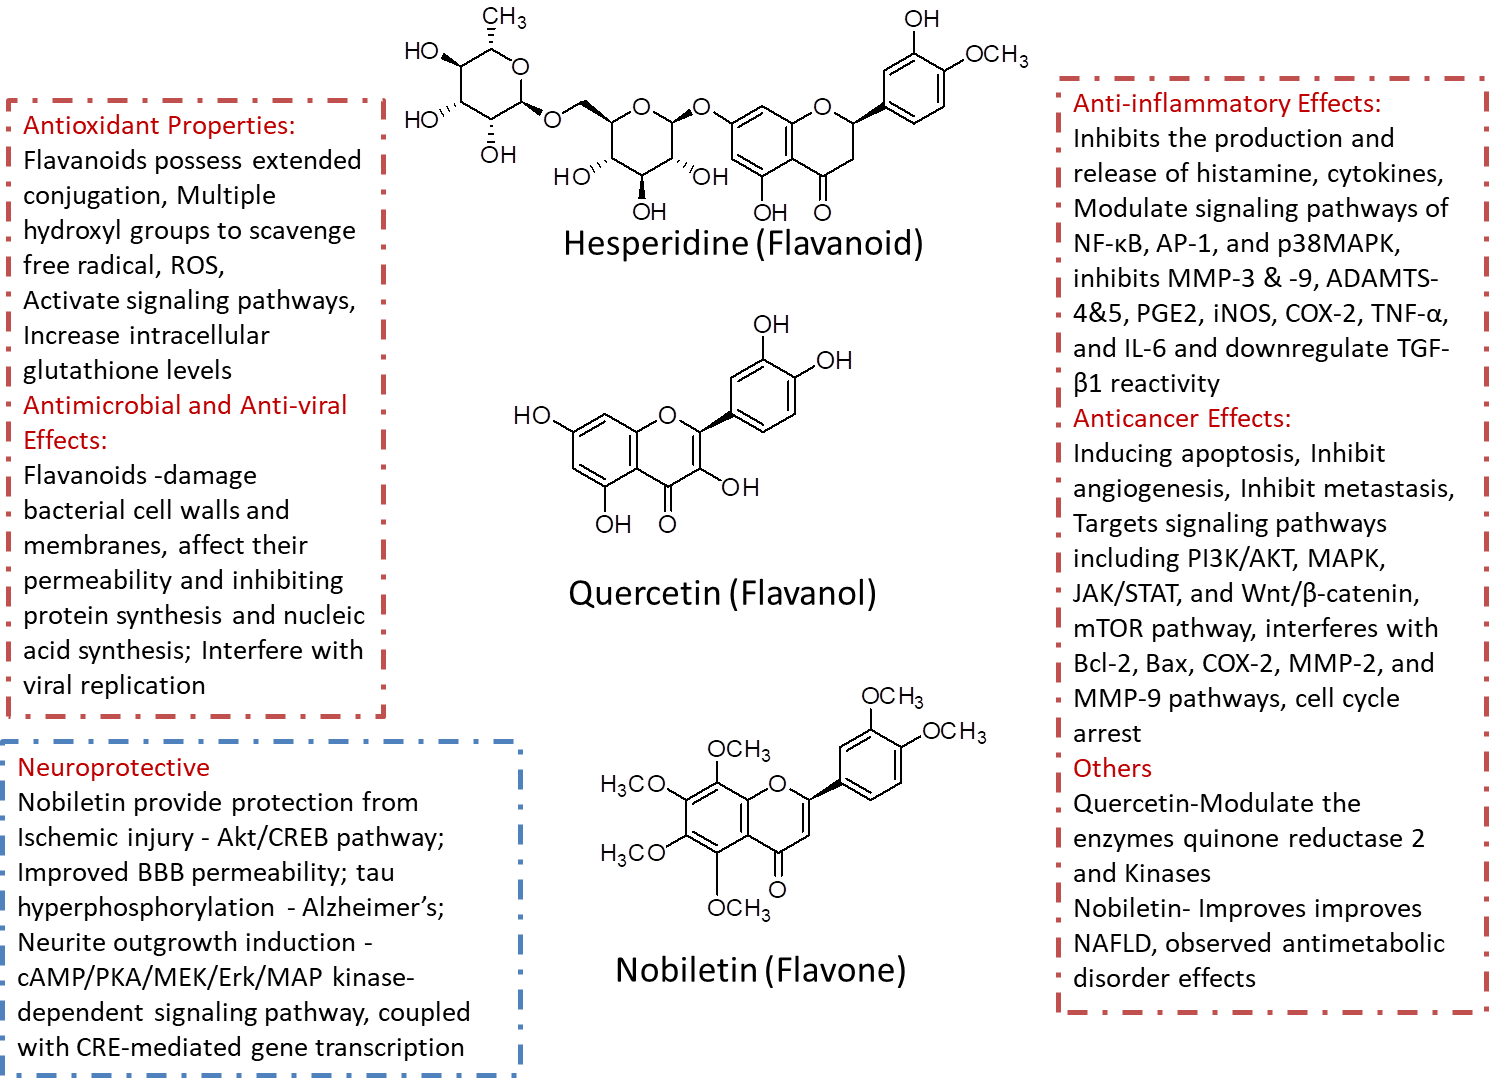 CH3
HO
O
HO
OH
O
O
HO
OH
OH
O
O
OH
O
OH
OCH3
Hesperidine (Flavanoid)
Antioxidant Properties:
Flavanoids possess extended
conjugation, Multiple
hydroxyl groups to scavenge
free radical, ROS,
Activate signaling pathways,
Increase intracellular
glutathione levels
Antimicrobial and Anti-viral
Effects:
Flavanoids -damage
bacterial cell walls and
membranes, affect their
permeability and inhibiting
protein synthesis and nucleic
acid synthesis; Interfere with
viral replication
OH
OH
HO
O
OH
OH
O
Quercetin (Flavanol)
Neuroprotective
Nobiletin provide protection from
Ischemic injury - Akt/CREB pathway;
Improved BBB permeability; tau
hyperphosphorylation - Alzheimer’s;
Neurite outgrowth induction -
cAMP/PKA/MEK/Erk/MAP kinase-
dependent signaling pathway, coupled
with CRE-mediated gene transcription
OCH3
OCH3
OCH3
H3CO
O
H3CO
O
OCH3
Nobiletin (Flavone)
Anti-inflammatory Effects:
Inhibits the production and
release of histamine, cytokines,
Modulate signaling pathways of
NF-κB, AP-1, and p38MAPK,
inhibits MMP-3 & -9, ADAMTS-
4&5, PGE2, iNOS, COX-2, TNF-α,
and IL-6 and downregulate TGF-
β1 reactivity
Anticancer Effects:
Inducing apoptosis, Inhibit
angiogenesis, Inhibit metastasis,
Targets signaling pathways
including PI3K/AKT, MAPK,
JAK/STAT, and Wnt/β-catenin,
mTOR pathway, interferes with
Bcl-2, Bax, COX-2, MMP-2, and
MMP-9 pathways, cell cycle
arrest
Others
Quercetin-Modulate the
enzymes quinone reductase 2
and Kinases
Nobiletin- Improves improves
NAFLD, observed antimetabolic
disorder effects